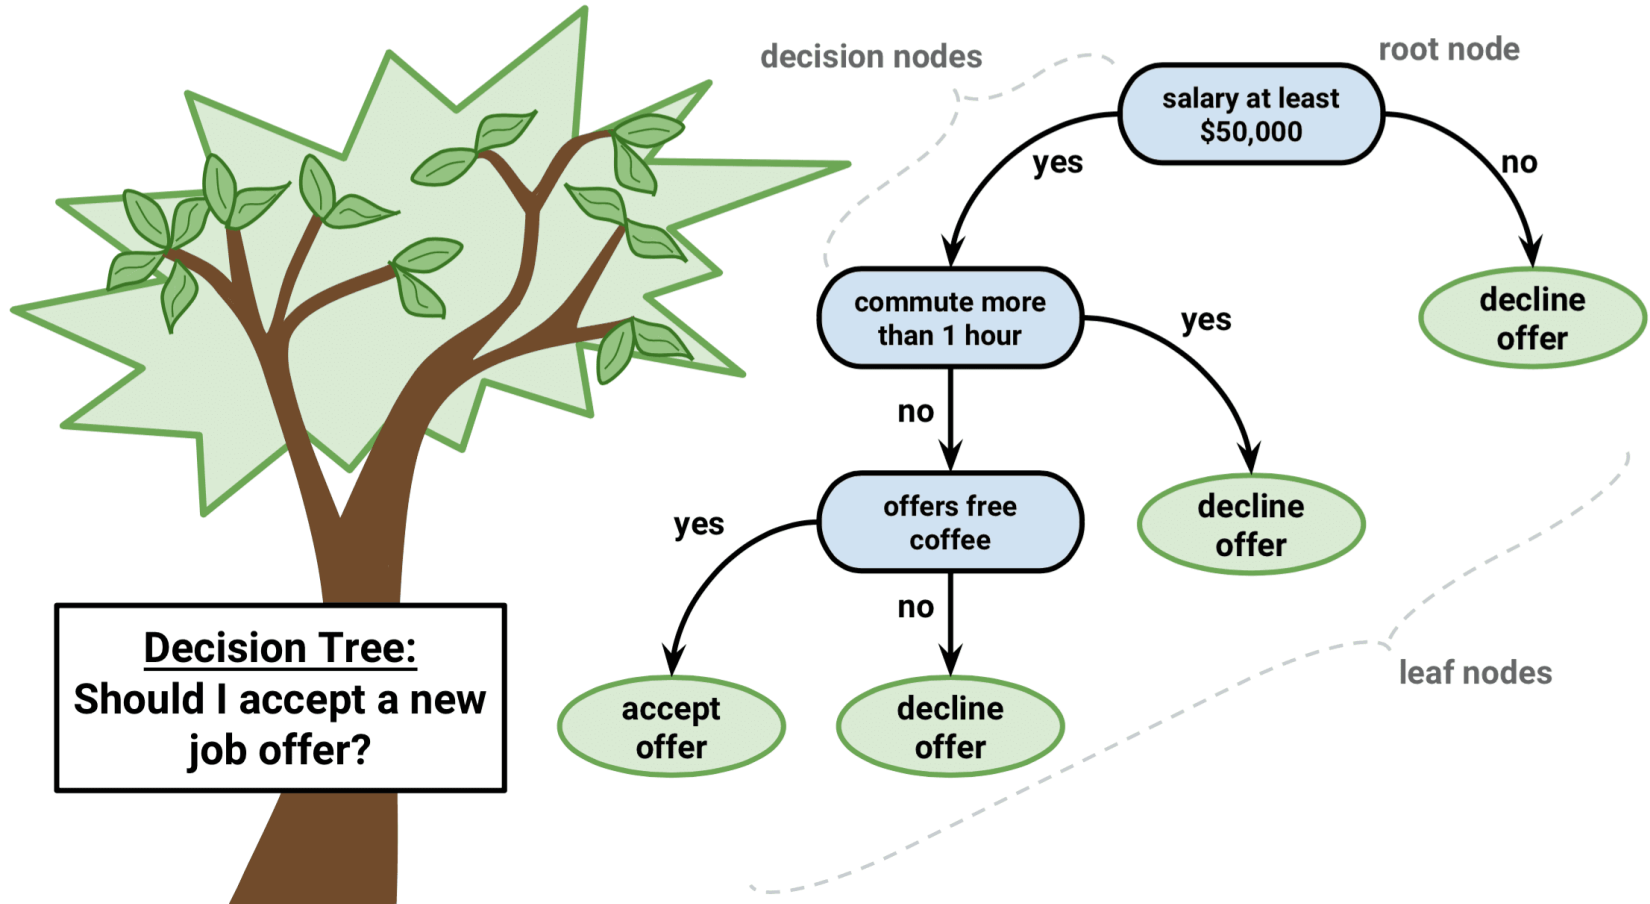 decision nodes
root node
salary at least
$50,000
yes
no
commute more
than 1 hour
yes
decline
offer
no
offers free
coffee
decline
offer
yes
no
accept
offer
decline
offer
leaf nodes
Decision Tree:
Should I accept a new
job offer?